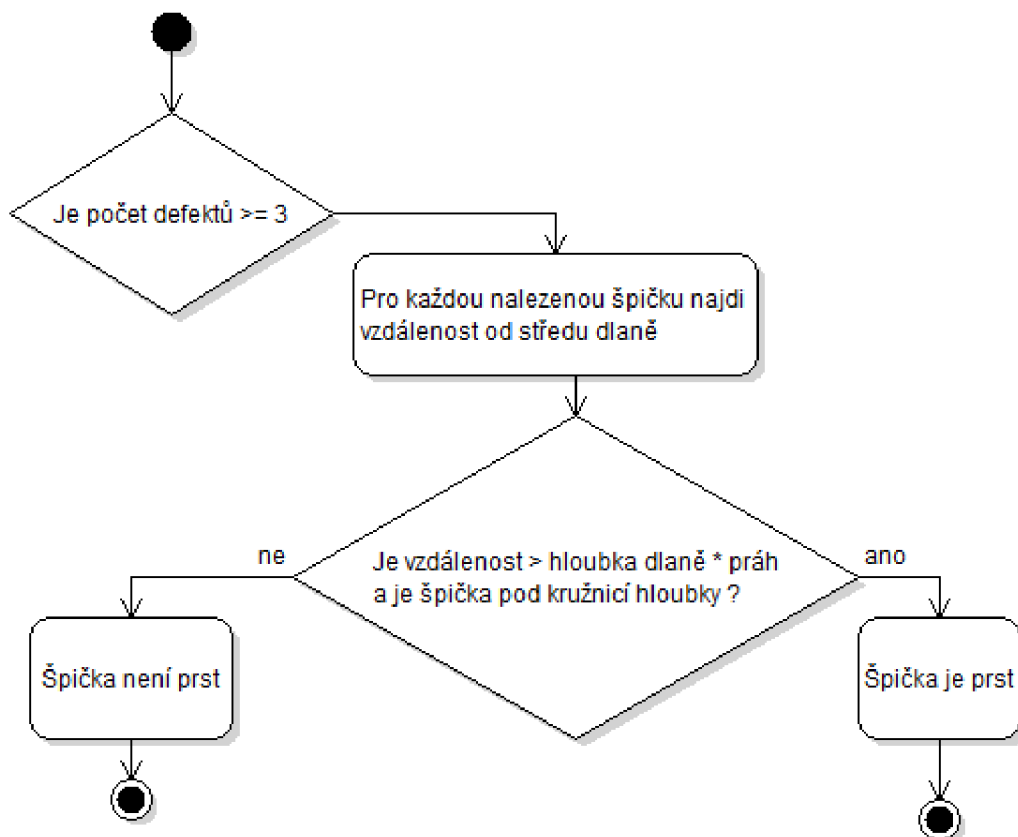 Je počet defektů >= 3
Pro každou nalezenou špičku najdi
vzdálenost od středu dlaně
ne
Je vzdálenost > hloubka dlaně * práh
a je špička pod kružnicí hloubky ?
ano
Špička není prst
Špička je prst